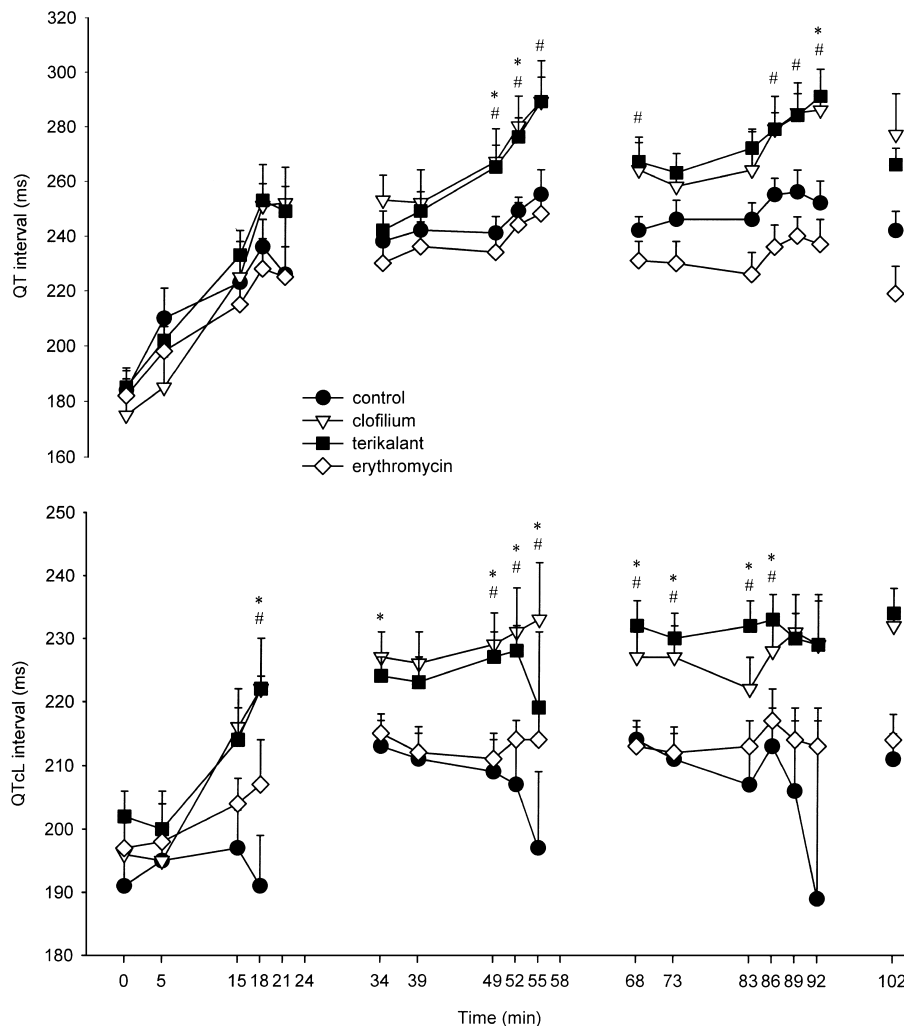 320
300
280
260
240
220
200
180
160
QT interval (ms)
* * # * # #
# # # # * #
control
clofilium
terikalant
erythromycin
250
240
230
220
210
200
190
180
QTcL interval (ms)
* # * * # * # * # * # * # * # * #
0 5 15 18 21 24 34 39 49 52 55 58 68 73 83 86 89 92 102
Time (min)